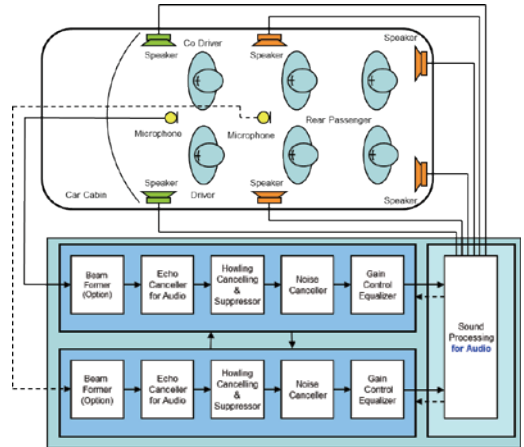 Speaker
Co Driver
Speaker
Speaker
Microphone
Microphone
Rear Passenger
Speaker
Speaker
Car Cabin
Driver
Speaker
Beam
Former
(Option)
Echo
Canceller
for Audio
Howling
Cancelling
&
Suppressor
Noise
Canceller
Gain
Control
Equalizer
Sound
Processing
for Audio
Beam
Former
(Option)
Echo
Canceller
for Audio
Howling
Cancelling
&
Suppressor
Noise
Canceller
Gain
Control
Equalizer